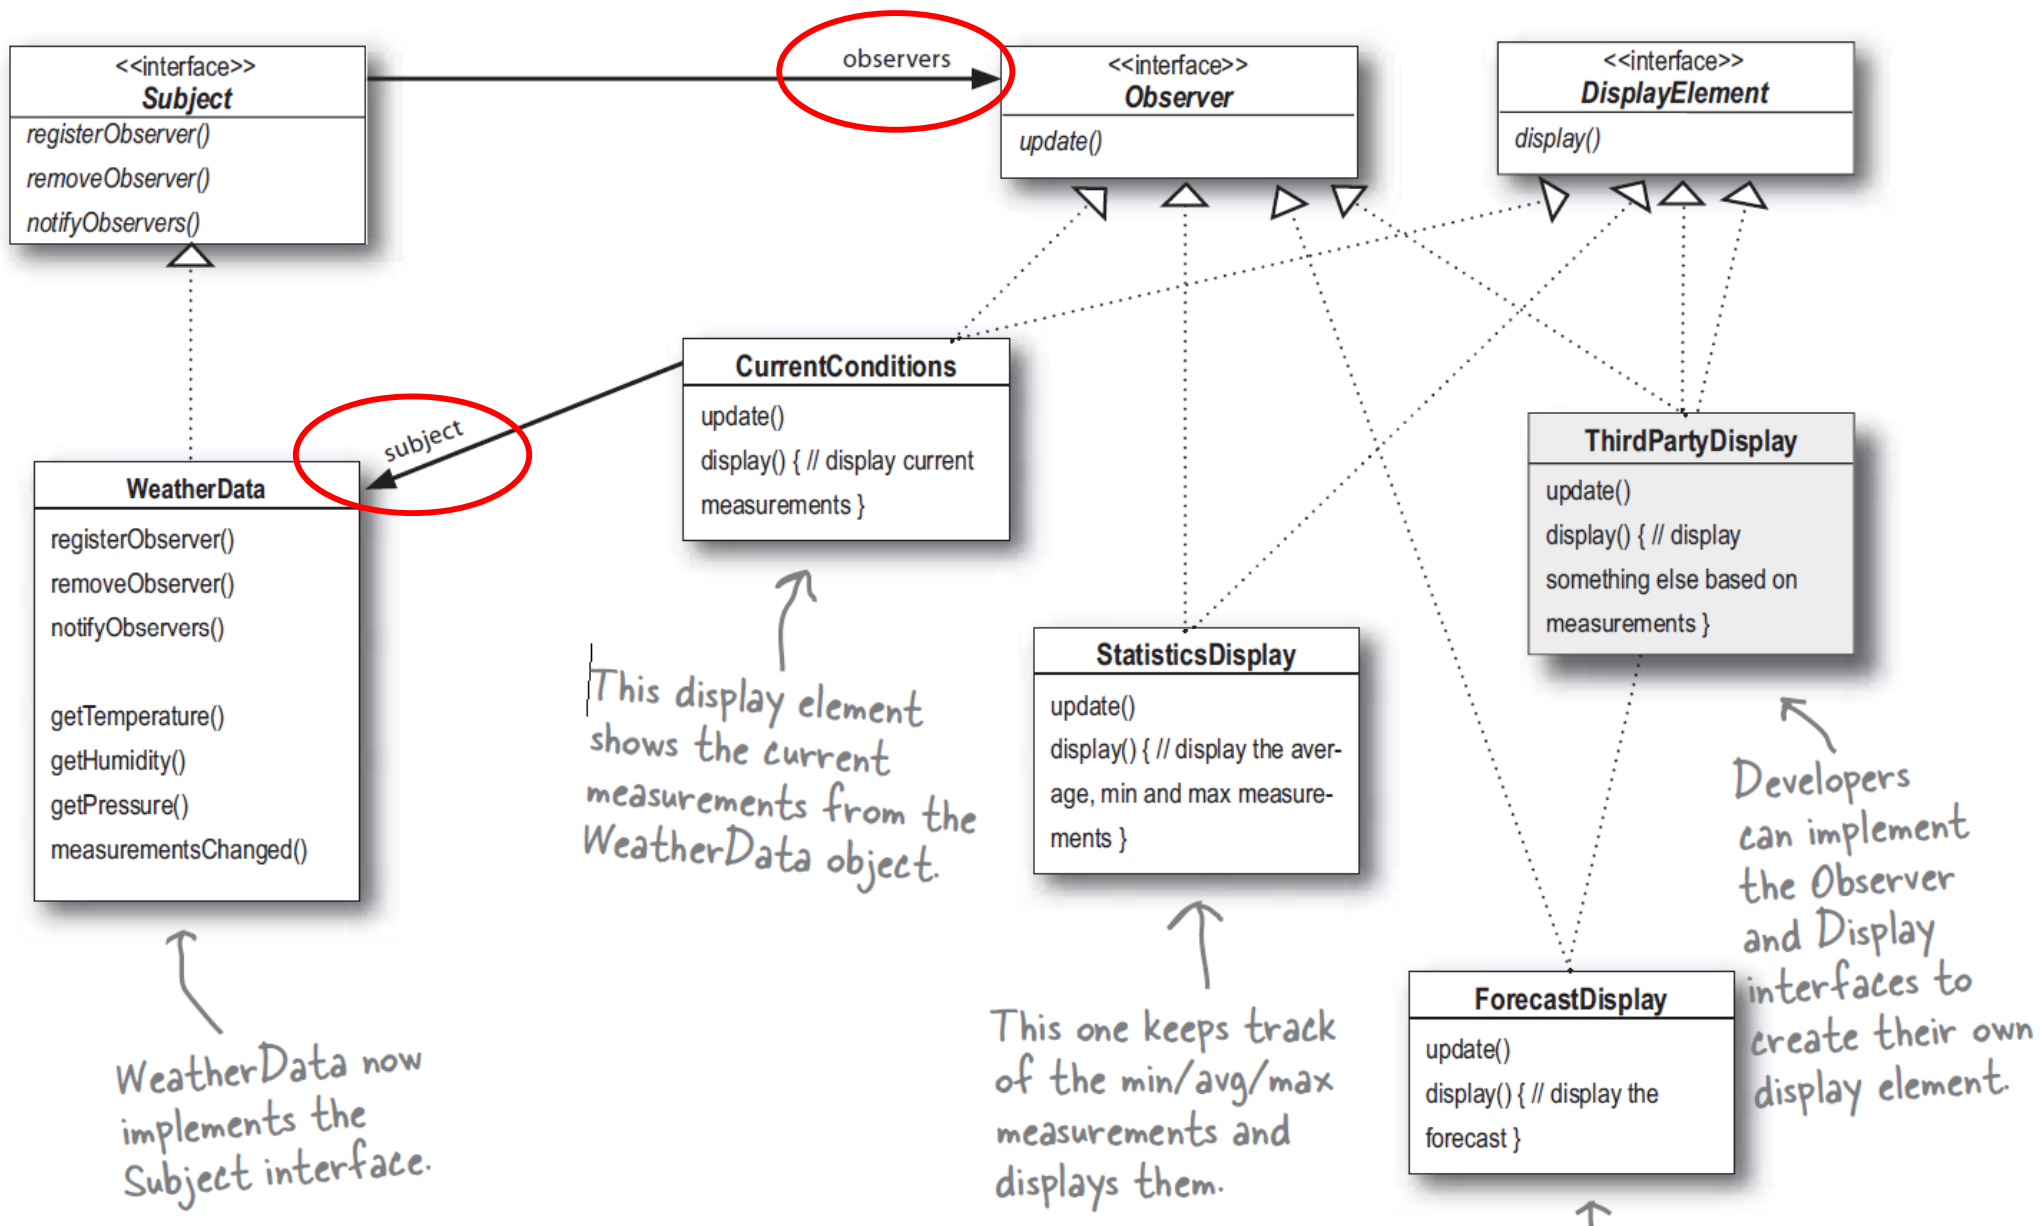 <<interface>>
Subject
registerObserver()
removeObserver()
notifyObservers()
observers
<<interface>>
Observer
update()
<<interface>>
DisplayElement
display()
subject
CurrentConditions
update()
display() { // display current
measurements }
WeatherData
registerObserver()
removeObserver()
notifyObservers()
getTemperature()
getHumidity()
getPressure()
measurementsChanged()
ThirdPartyDisplay
update()
display() { // display
something else based on
measurements }
StatisticsDisplay
update()
display() { // display the aver-
age, min and max measure-
ments }
This display element
shows the current
measurements from the
WeatherData object.
Developers
can implement
the Observer
and Display
interfaces to
create their own
display element.
ForecastDisplay
update()
display() { // display the
forecast }
WeatherData now
implements the
Subject interface.
This one keeps track
of the min/avg/max
measurements and
displays them.